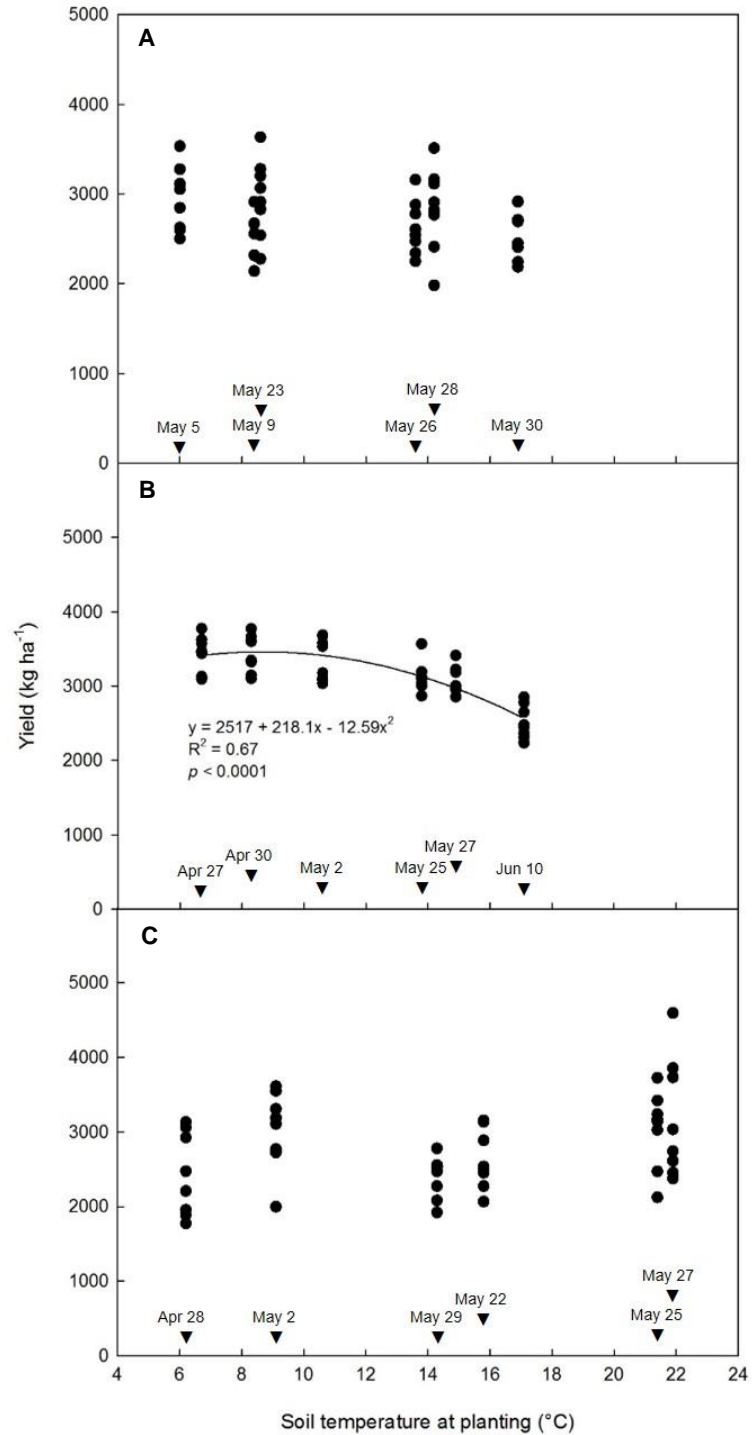 5000
A
4000
3000
2000
1000
0
May 23
May 28
May 5
May 9
May 26
May 30
B
5000
4000
3000
2000
1000
0
Yield (kg ha⁻¹)
y = 2517 + 218.1x - 12.59x²
R² = 0.67
p < 0.0001
Apr 27
Apr 30
May 2
May 25
May 27
Jun 10
C
5000
4000
3000
2000
1000
0
Apr 28
May 2
May 29
May 22
May 27
May 25
4 6 8 10 12 14 16 18 20 22 24
Soil temperature at planting (°C)